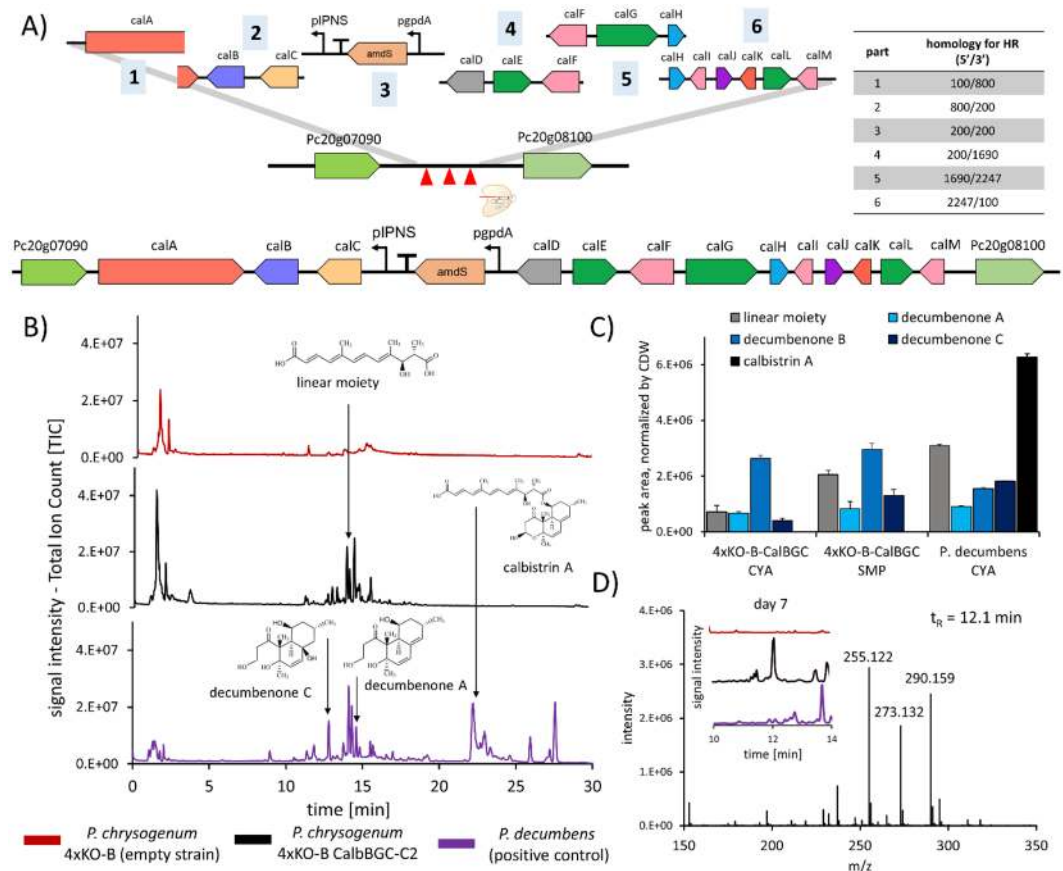 A)
calA
plPNS
pgpdA
calF
calG
calH
2
4
6
calB
calC
amdS
calD
calE
calF
calH
calI
calJ
calK
calL
calM
1
3
5
part
homology for HR (5'/3')
1
100/800
2
800/200
3
200/200
4
200/1690
5
1690/2247
6
2247/100
Pc20g07090
Pc20g08100
plPNS
pgpdA
Pc20g07090
calA
calB
calC
calD
calE
calF
calG
calH
calI
calJ
calK
calL
calM
Pc20g08100
amdS
B)
signal intensity - Total Ion Count [TIC]
4.E+07
2.E+07
0.E+00
linear moiety
4.E+07
2.E+07
0.E+00
calbistrin A
4.E+07
2.E+07
0.E+00
decumbenone C
decumbenone A
0
5
10
15
20
25
30
time [min]
P. chrysogenum
4xKO-B (empty strain)
P. chrysogenum
4xKO-B CalbBGC-C2
P. decumbens
(positive control)
C)
linear moiety
decumbenone A
decumbenone B
decumbenone C
calbistrin A
peak area, normalized by CDW
6.E+06
4.E+06
2.E+06
0.E+00
4xKO-B-CalBGC
CYA
4xKO-B-CalBGC
SMP
P. decumbens
CYA
D)
day 7
tR = 12.1 min
intensity
4.E+06
3.E+06
2.E+06
1.E+06
0.E+00
signal intensity
10
12
14
time [min]
255.122
273.132
290.159
150
200
250
300
350
m/z